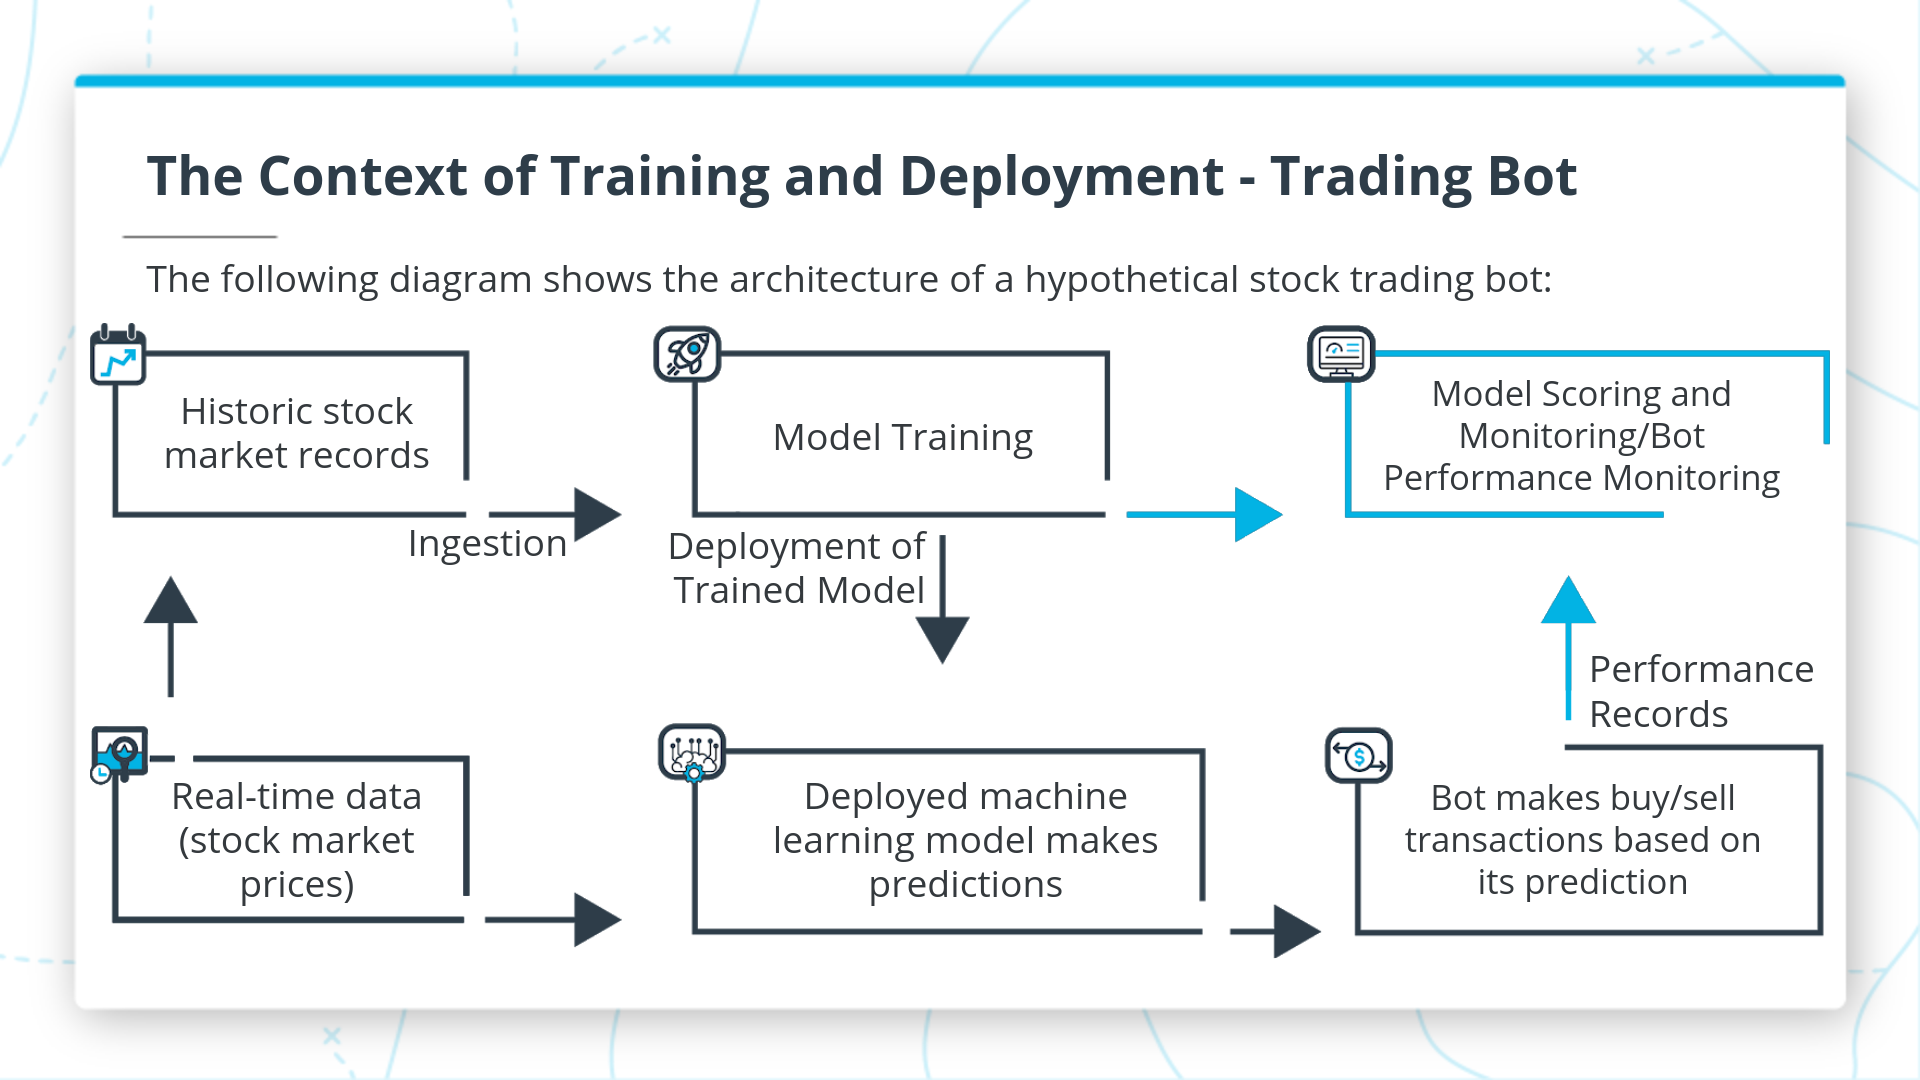 The Context of Training and Deployment - Trading Bot
The following diagram shows the architecture of a hypothetical stock trading bot:
Historic stock
market records
Ingestion
Model Training
Deployment of
Trained Model
Model Scoring and
Monitoring/Bot
Performance Monitoring
Real-time data
(stock market
prices)
Deployed machine
learning model makes
predictions
Performance
Records
Bot makes buy/sell
transactions based on
its prediction